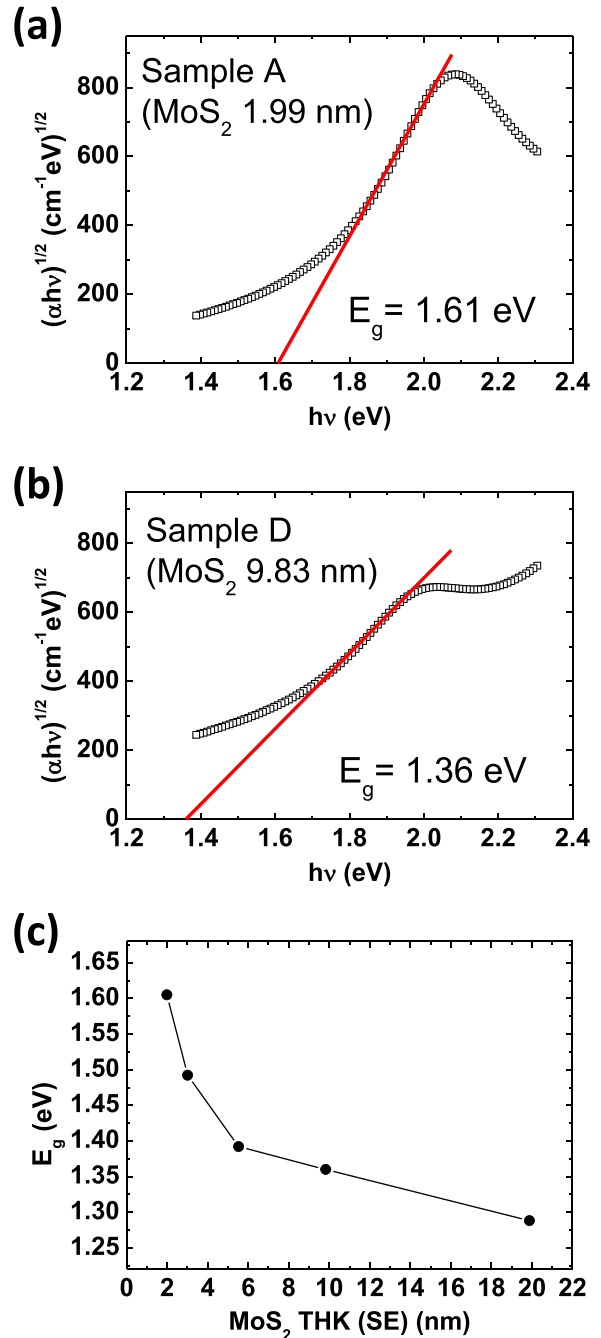 (a)
Sample A
(MoS₂ 1.99 nm)
E_g= 1.61 eV
(αhν)^1/2 (cm⁻¹eV)^1/2
800
600
400
200
0
1.2 1.4 1.6 1.8 2.0 2.2 2.4
hν (eV)
(b)
Sample D
(MoS₂ 9.83 nm)
E_g= 1.36 eV
(αhν)^1/2 (cm⁻¹eV)^1/2
800
600
400
200
0
1.2 1.4 1.6 1.8 2.0 2.2 2.4
hν (eV)
(c)
E_g (eV)
1.65
1.60
1.55
1.50
1.45
1.40
1.35
1.30
1.25
0 2 4 6 8 10 12 14 16 18 20 22
MoS₂ THK (SE) (nm)